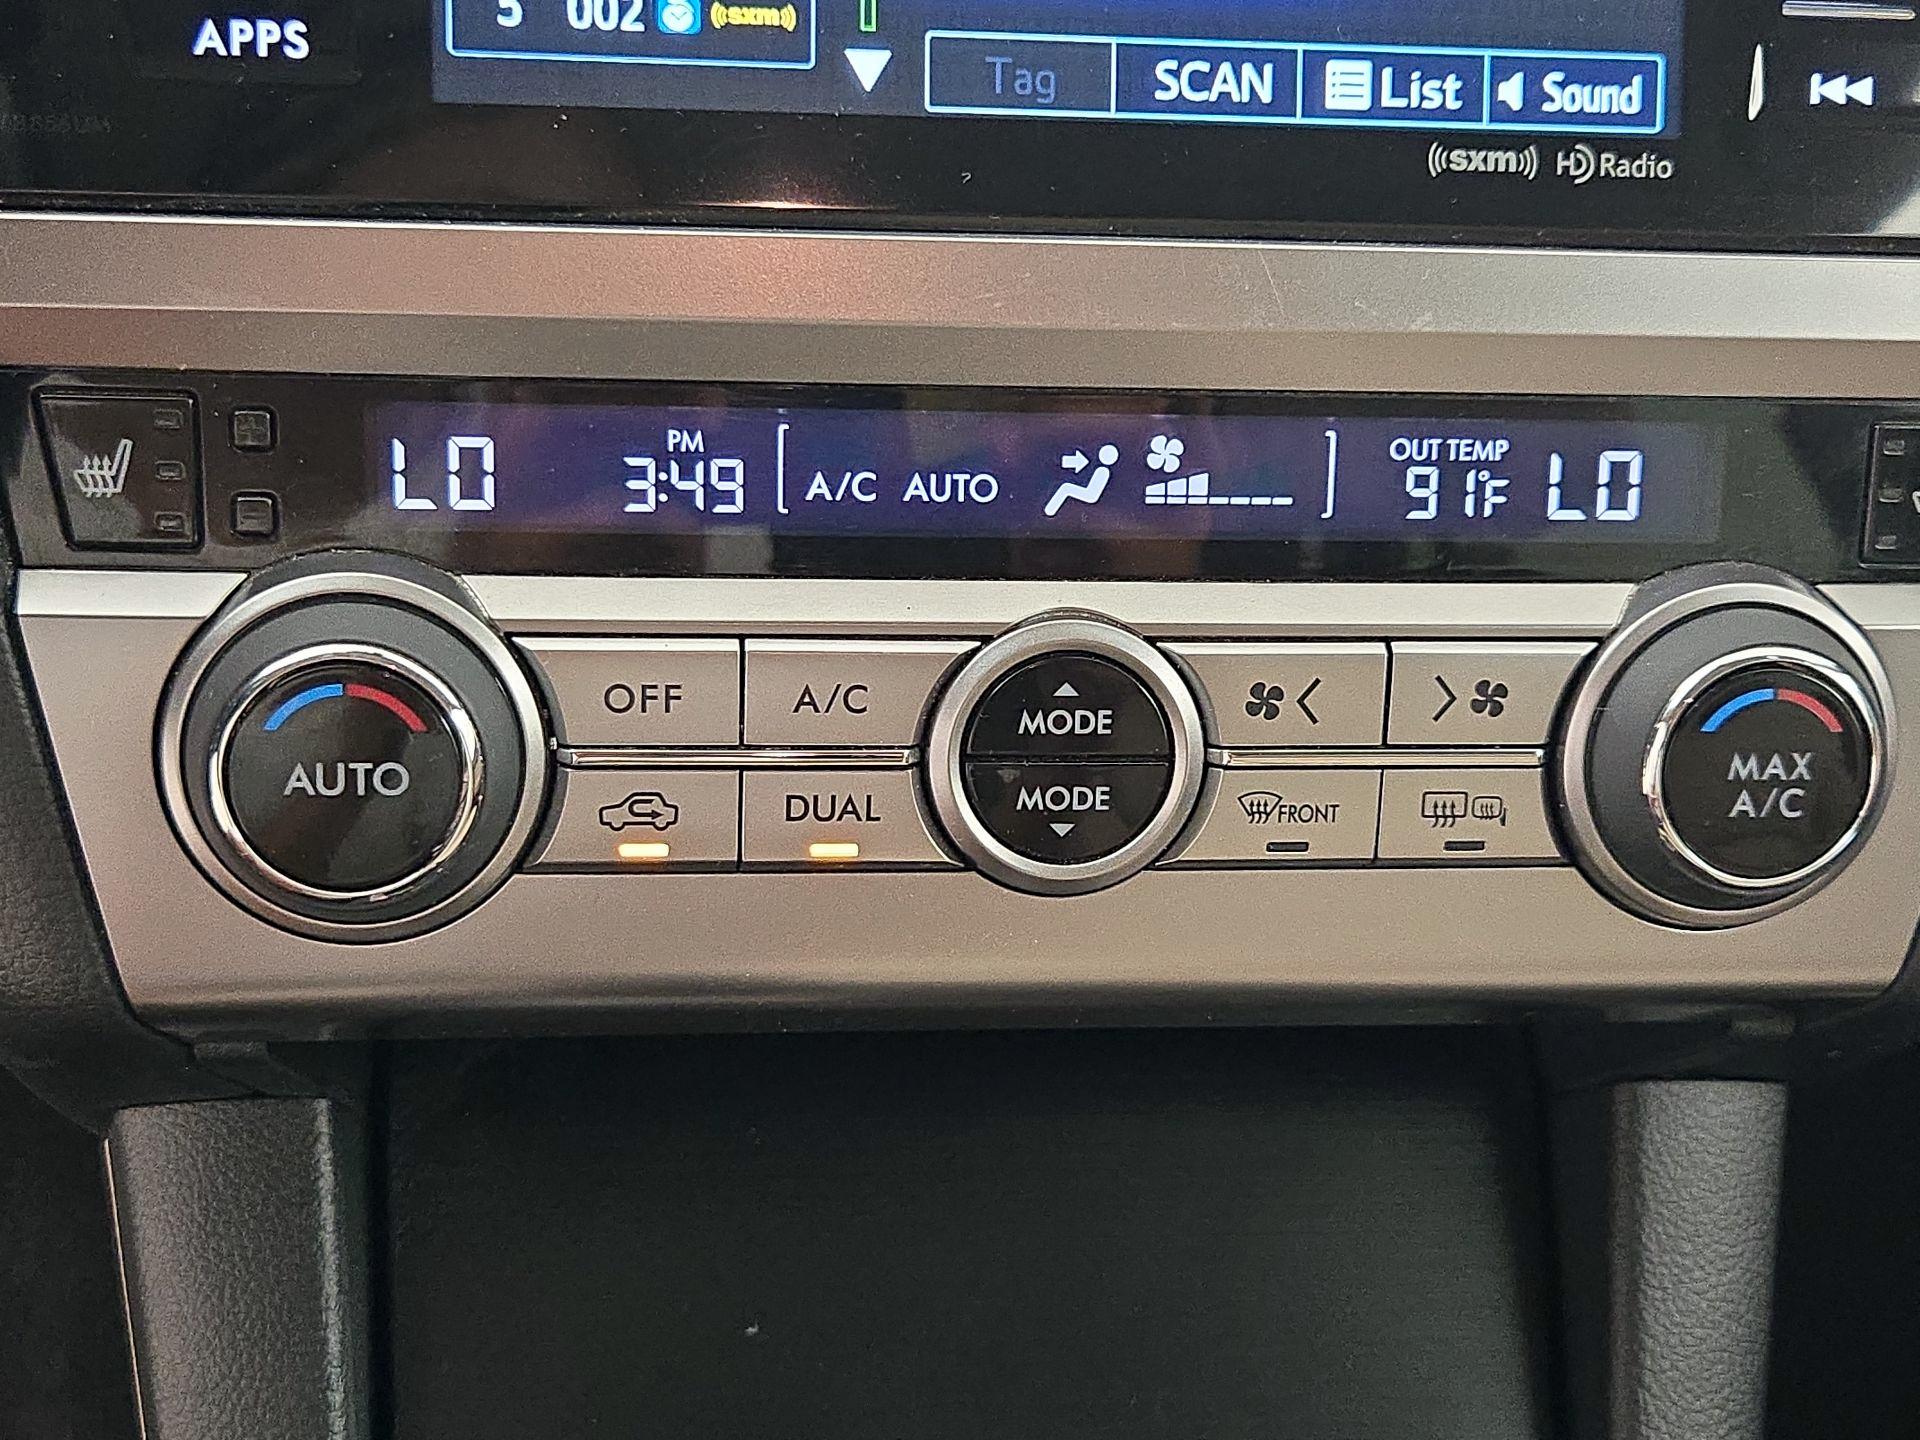 APPS
5 002 ((sxm))
Tag SCAN List Sound
((sxm)) HD Radio
LO PM 3:49 [ A/C AUTO ] OUT TEMP 91°F LO
OFF A/C MODE
AUTO
MAX A/C
DUAL MODE FRONT